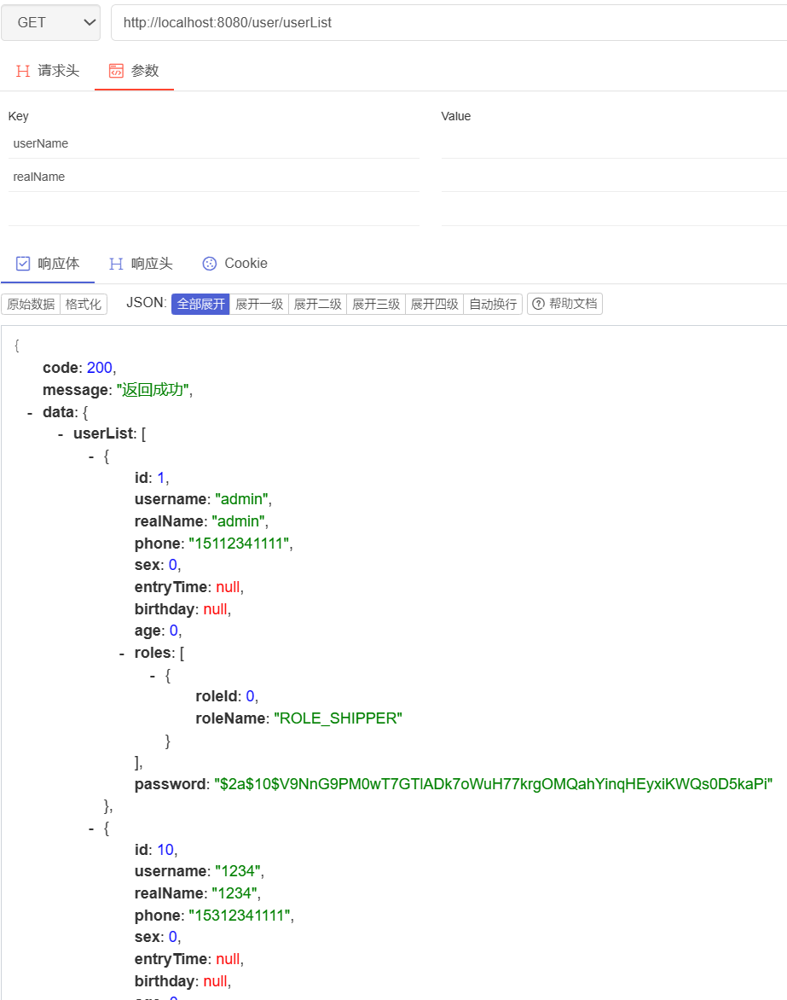 GET http://localhost:8080/user/userList
H 请求头 参数
Key Value
userName
realName
响应体 H 响应头 Cookie
原始数据 格式化 JSON: 全部展开 展开一级 展开二级 展开三级 展开四级 自动换行 ? 帮助文档
{
code: 200,
message: "返回成功",
- data: {
- userList: [
- {
id: 1,
username: "admin",
realName: "admin",
phone: "15112341111",
sex: 0,
entryTime: null,
birthday: null,
age: 0,
- roles: [
- {
roleId: 0,
roleName: "ROLE_SHIPPER"
}
],
password: "$2a$10$V9NnG9PM0wT7GTlADk7oWuH77krgOMQahYinqHEyxiKWQs0D5kaPi"
},
- {
id: 10,
username: "1234",
realName: "1234",
phone: "15312341111",
sex: 0,
entryTime: null,
birthday: null,